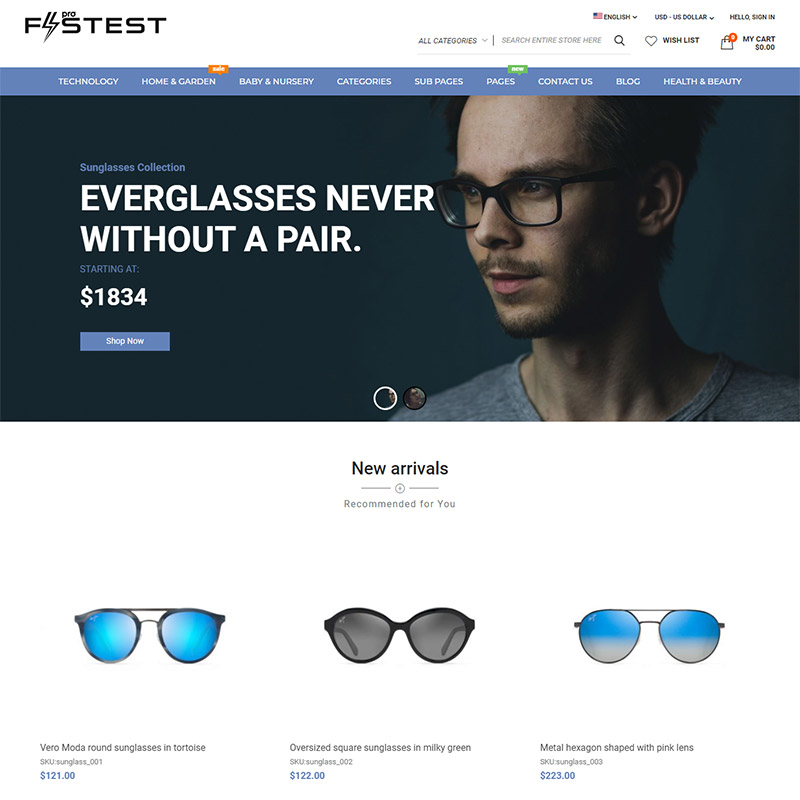 ENGLISH
USD - US DOLLAR
HELLO, SIGN IN
pro
FASTEST
ALL CATEGORIES
SEARCH ENTIRE STORE HERE
WISH LIST
0
MY CART
$0.00
sale
new
TECHNOLOGY
HOME & GARDEN
BABY & NURSERY
CATEGORIES
SUB PAGES
PAGES
CONTACT US
BLOG
HEALTH & BEAUTY
Sunglasses Collection
EVERGLASSES NEVER
WITHOUT A PAIR.
STARTING AT:
$1834
Shop Now
New arrivals
Recommended for You
Vero Moda round sunglasses in tortoise
SKU:sunglass_001
$121.00
Oversized square sunglasses in milky green
SKU:sunglass_002
$122.00
Metal hexagon shaped with pink lens
SKU:sunglass_003
$223.00